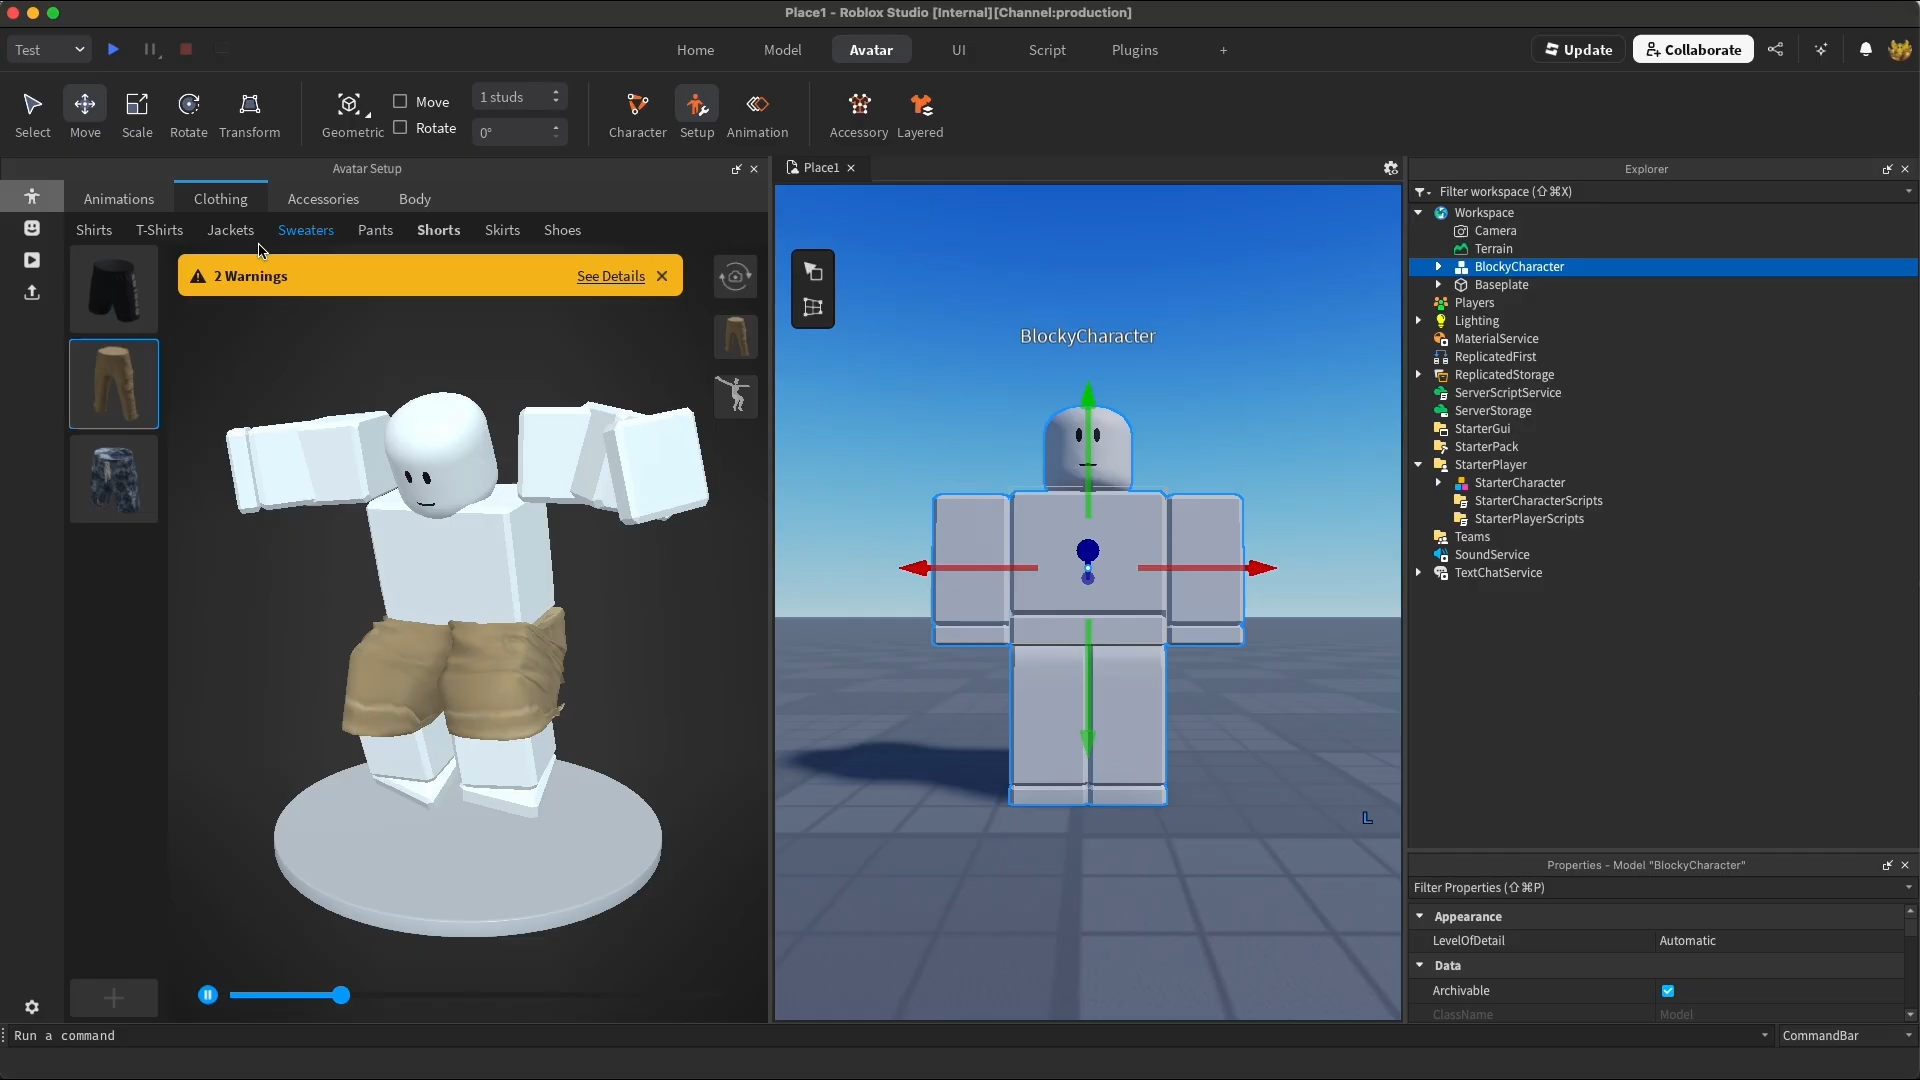 Place1 - Roblox Studio [Internal][Channel:production]
Test
Home
Model
Avatar
UI
Script
Plugins
+
Update
Collaborate
Select
Move
Scale
Rotate
Transform
Geometric
Move
Rotate
1 studs
0°
Character
Setup
Animation
Accessory
Layered
Avatar Setup
Animations
Clothing
Accessories
Body
Shirts
T-Shirts
Jackets
Sweaters
Pants
Shorts
Skirts
Shoes
2 Warnings
See Details
Place1
BlockyCharacter
L
Explorer
Filter workspace (⇧⌘X)
Workspace
Camera
Terrain
BlockyCharacter
Baseplate
Players
Lighting
MaterialService
ReplicatedFirst
ReplicatedStorage
ServerScriptService
ServerStorage
StarterGui
StarterPack
StarterPlayer
StarterCharacter
StarterCharacterScripts
StarterPlayerScripts
Teams
SoundService
TextChatService
Properties - Model "BlockyCharacter"
Filter Properties (⇧⌘P)
Appearance
LevelOfDetail Automatic
Data
Archivable
ClassName Model
Run a command
CommandBar